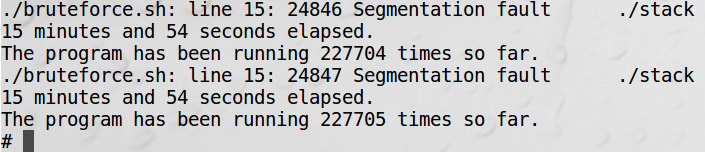 ./bruteforce.sh: line 15: 24846 Segmentation fault      ./stack
15 minutes and 54 seconds elapsed.
The program has been running 227704 times so far.
./bruteforce.sh: line 15: 24847 Segmentation fault      ./stack
15 minutes and 54 seconds elapsed.
The program has been running 227705 times so far.
#